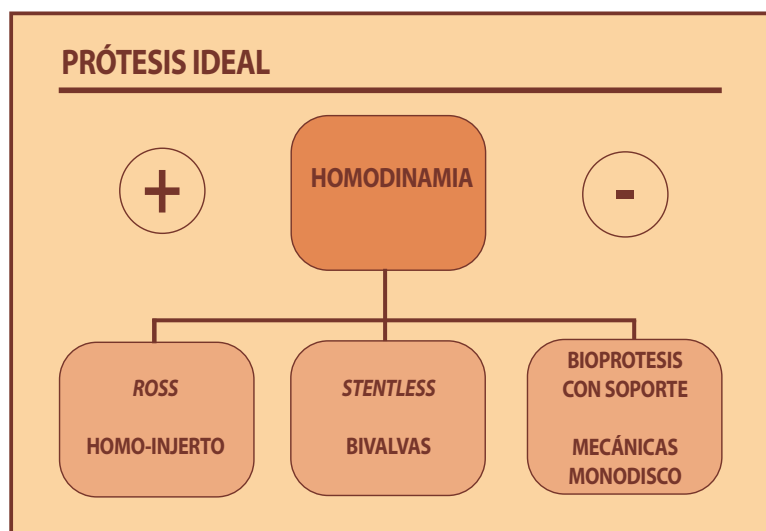 PRÓTESIS IDEAL
+
HOMODINAMIA
-
ROSS
HOMO-INJERTO
STENTLESS
BIVALVAS
BIOPROTESIS
CON SOPORTE
MECÁNICAS
MONODISCO